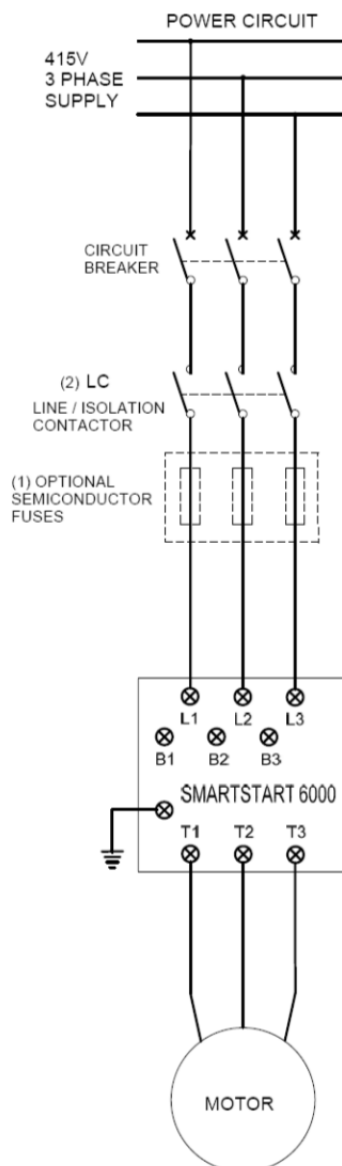 POWER CIRCUIT
415V
3 PHASE
SUPPLY
CIRCUIT
BREAKER
(2) LC
LINE / ISOLATION
CONTACTOR
(1) OPTIONAL
SEMICONDUCTOR
FUSES
L1 L2 L3
B1 B2 B3
SMARTSTART 6000
T1 T2 T3
MOTOR